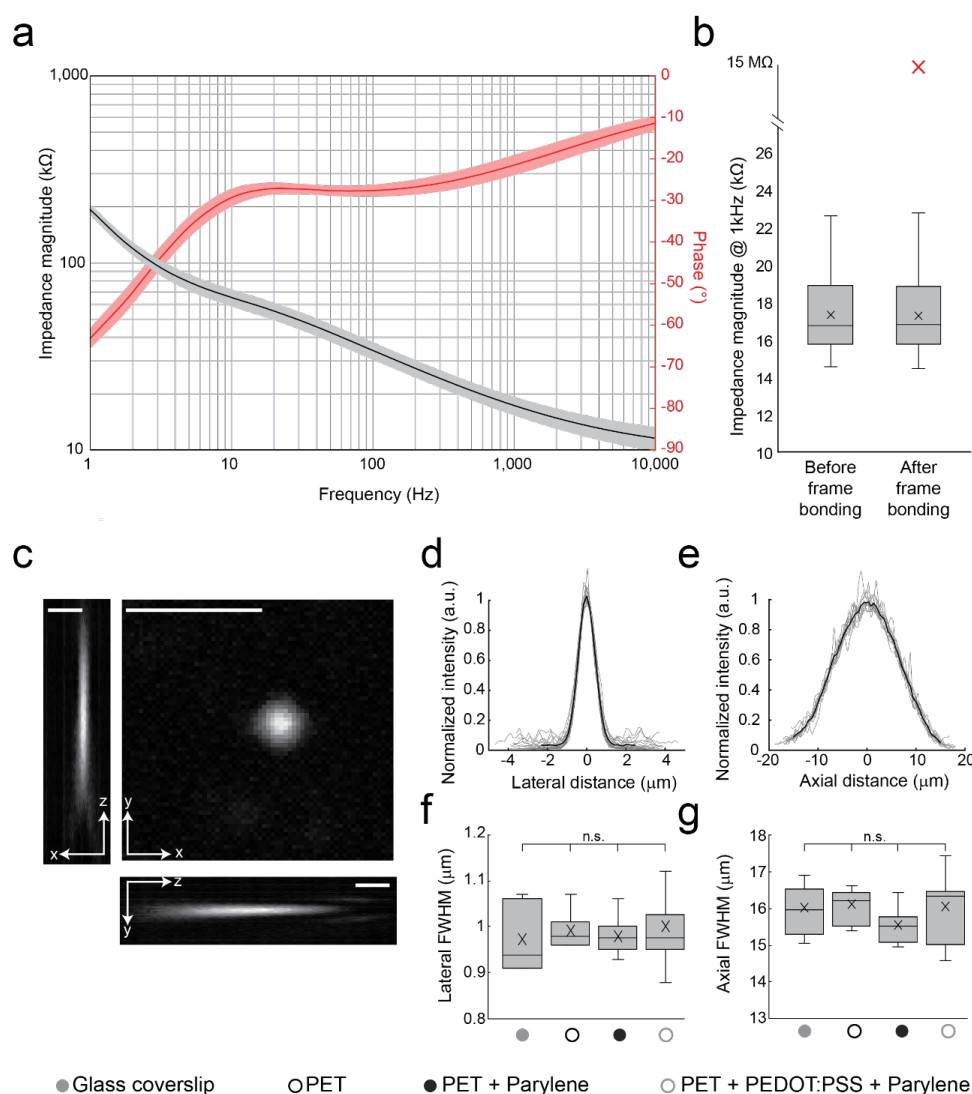 a
Impedance magnitude (kΩ)
1,000
100
10
1
10
100
1,000
10,000
Frequency (Hz)
0
-10
-20
-30
-40
-50
-60
-70
-80
-90
Phase (°)
b
Impedance magnitude @ 1kHz (kΩ)
15 MΩ
26
24
22
20
18
16
14
12
10
Before
frame
bonding
After
frame
bonding
c
z
x
y
x
z
y
d
Normalized intensity (a.u.)
1
0.8
0.6
0.4
0.2
0
-4
-2
0
2
4
Lateral distance (μm)
e
Normalized intensity (a.u.)
1
0.8
0.6
0.4
0.2
0
-20
-10
0
10
20
Axial distance (μm)
f
Lateral FWHM (μm)
1.2
1.1
1
0.9
0.8
n.s.
g
Axial FWHM (μm)
18
17
16
15
14
13
n.s.
Glass coverslip
PET
PET + Parylene
PET + PEDOT:PSS + Parylene